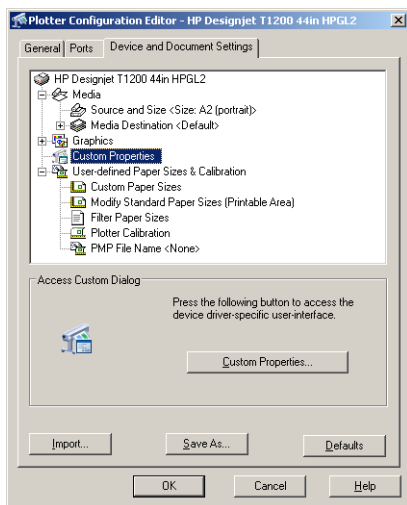 Plotter Configuration Editor - HP Designjet T1200 44in HPGL2
General Ports Device and Document Settings
HP Designjet T1200 44in HPGL2
Media
Source and Size <Size: A2 (portrait)>
Media Destination <Default>
Graphics
Custom Properties
User-defined Paper Sizes & Calibration
Custom Paper Sizes
Modify Standard Paper Sizes (Printable Area)
Filter Paper Sizes
Plotter Calibration
PMP File Name <None>
Access Custom Dialog
Press the following button to access the
device driver-specific user-interface.
Custom Properties...
Import... Save As... Defaults
OK Cancel Help